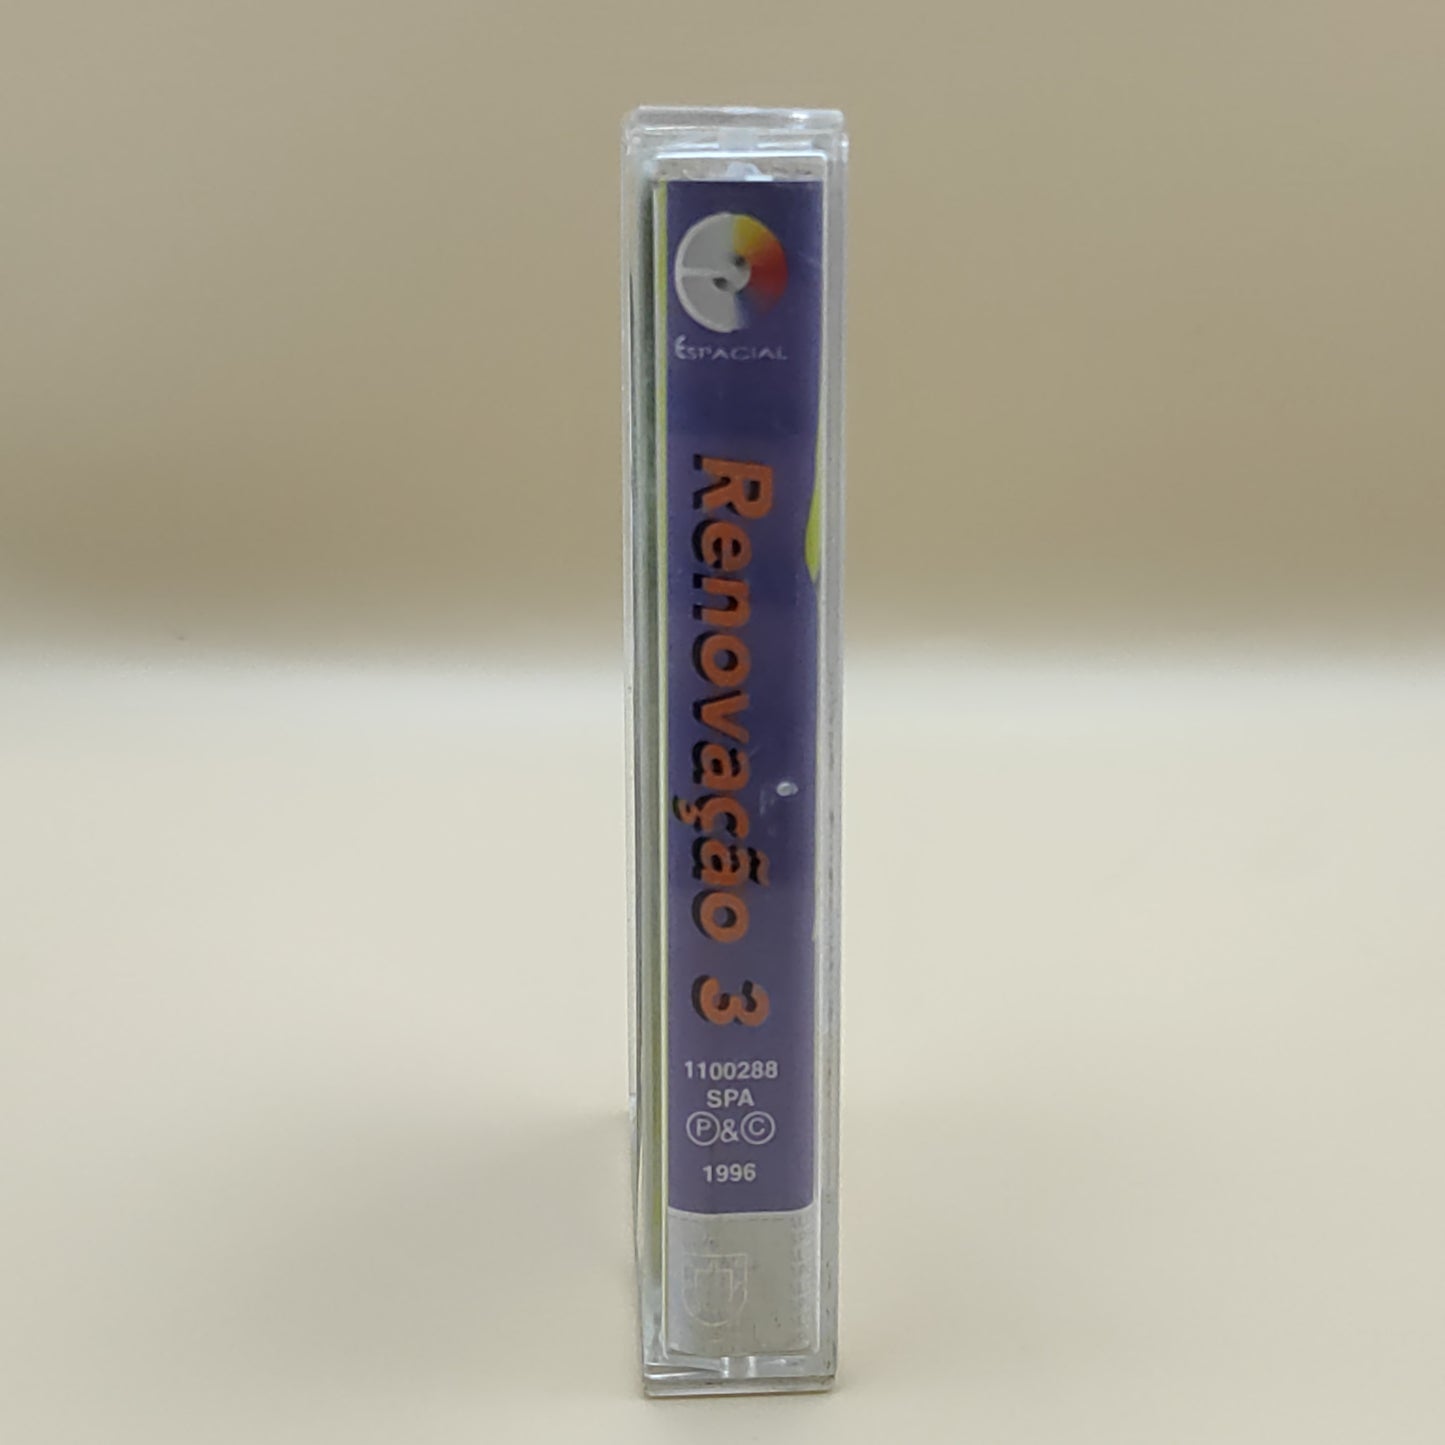 ESPACIAL
Renovação 3
1100288
SPA
Ⓟ&Ⓒ
1996